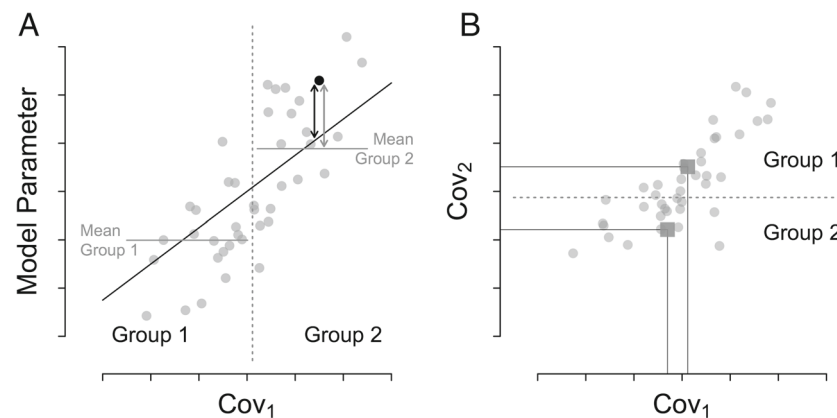 A
Model Parameter
Mean
Group 2
Mean
Group 1
Group 1
Group 2
Cov1
B
Cov2
Group 1
Group 2
Cov1